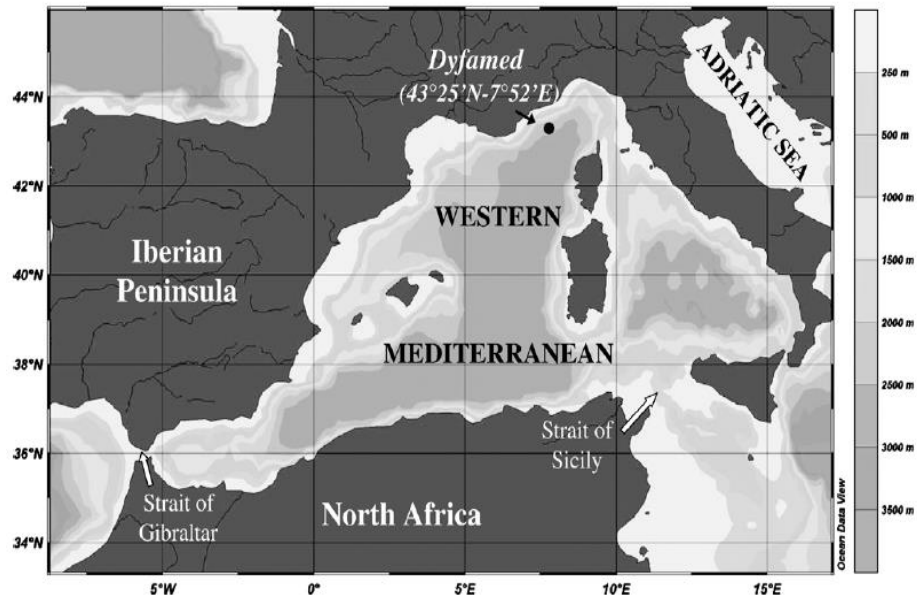 Dyfamed
(43°25'N-7°52'E)
ADRIATIC SEA
WESTERN
Iberian
Peninsula
MEDITERRANEAN
Strait of
Sicily
Strait of
Gibraltar
North Africa
44°N
42°N
40°N
38°N
36°N
34°N
5°W
0°
5°E
10°E
15°E
250 m
500 m
1000 m
1500 m
2000 m
2500 m
3000 m
3500 m
Ocean Data View